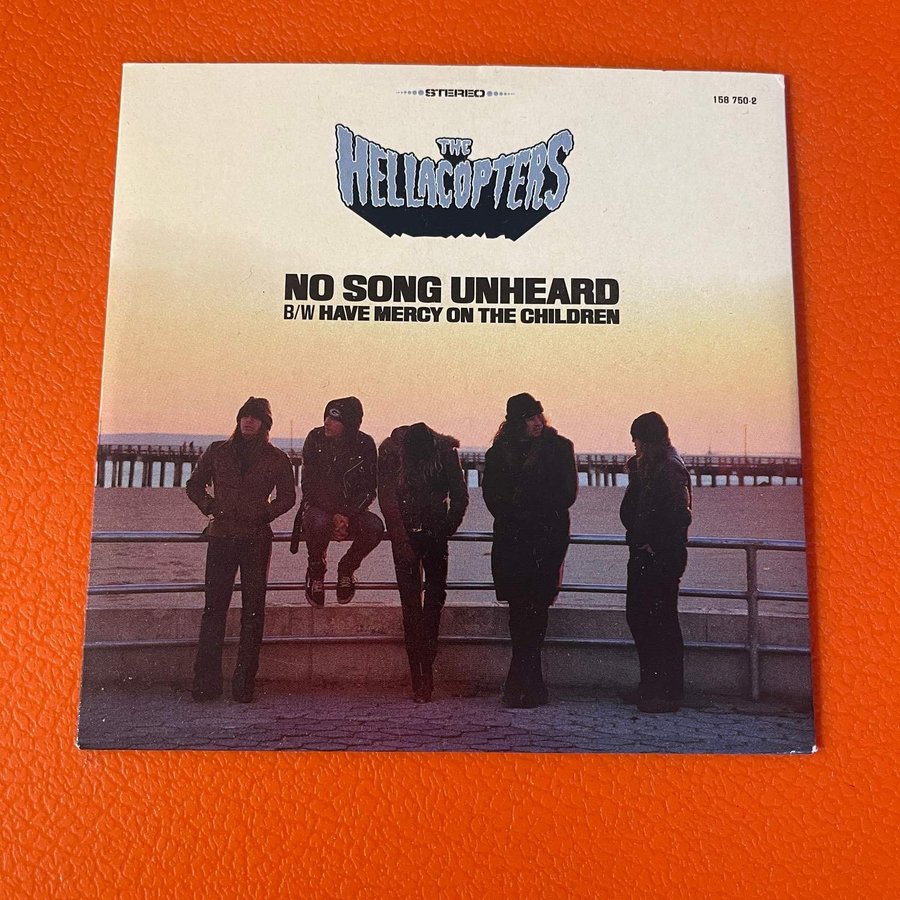 STEREO
158 750-2
THE
HELLACOPTERS
NO SONG UNHEARD
B/W HAVE MERCY ON THE CHILDREN